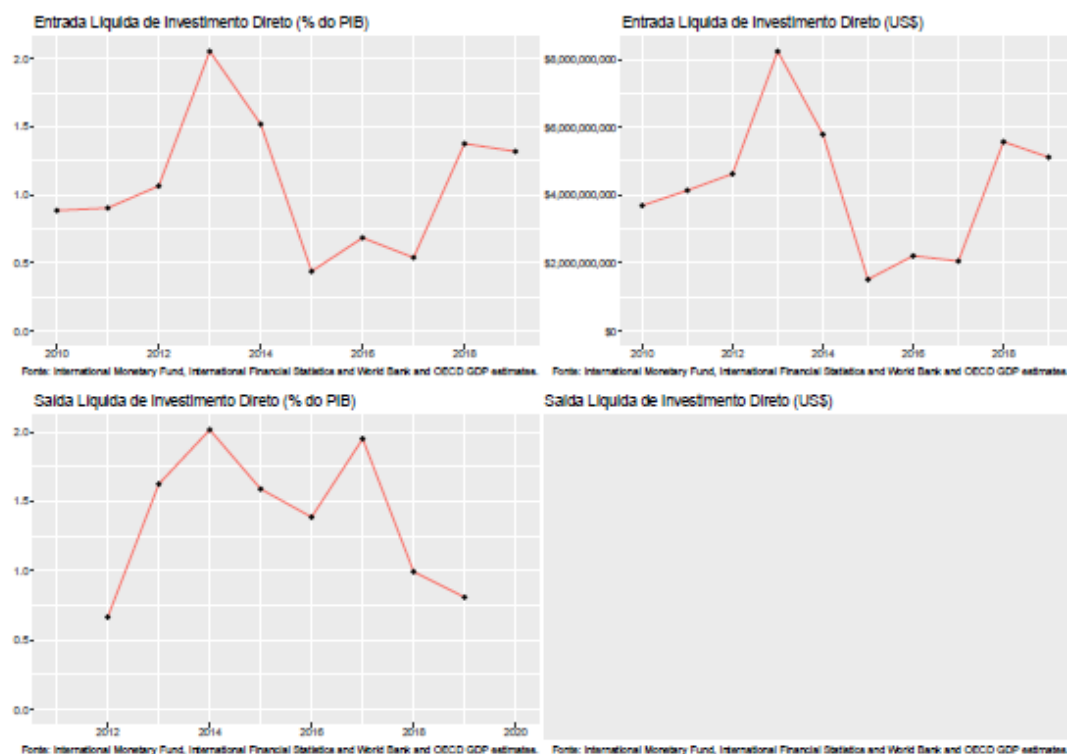 Entrada Líquida de Investimento Direto (% do PIB)
2.0
1.5
1.0
0.5
0.0
2010 2012 2014 2016 2018
Fonte: International Monetary Fund, International Financial Statistics and World Bank and OECD GDP estimates.
Entrada Líquida de Investimento Direto (US$)
$8,000,000,000
$6,000,000,000
$4,000,000,000
$2,000,000,000
$0
2010 2012 2014 2016 2018
Fonte: International Monetary Fund, International Financial Statistics and World Bank and OECD GDP estimates.
Saída Líquida de Investimento Direto (% do PIB)
2.0
1.5
1.0
0.5
0.0
2012 2014 2016 2018 2020
Fonte: International Monetary Fund, International Financial Statistics and World Bank and OECD GDP estimates.
Saída Líquida de Investimento Direto (US$)
Fonte: International Monetary Fund, International Financial Statistics and World Bank and OECD GDP estimates.